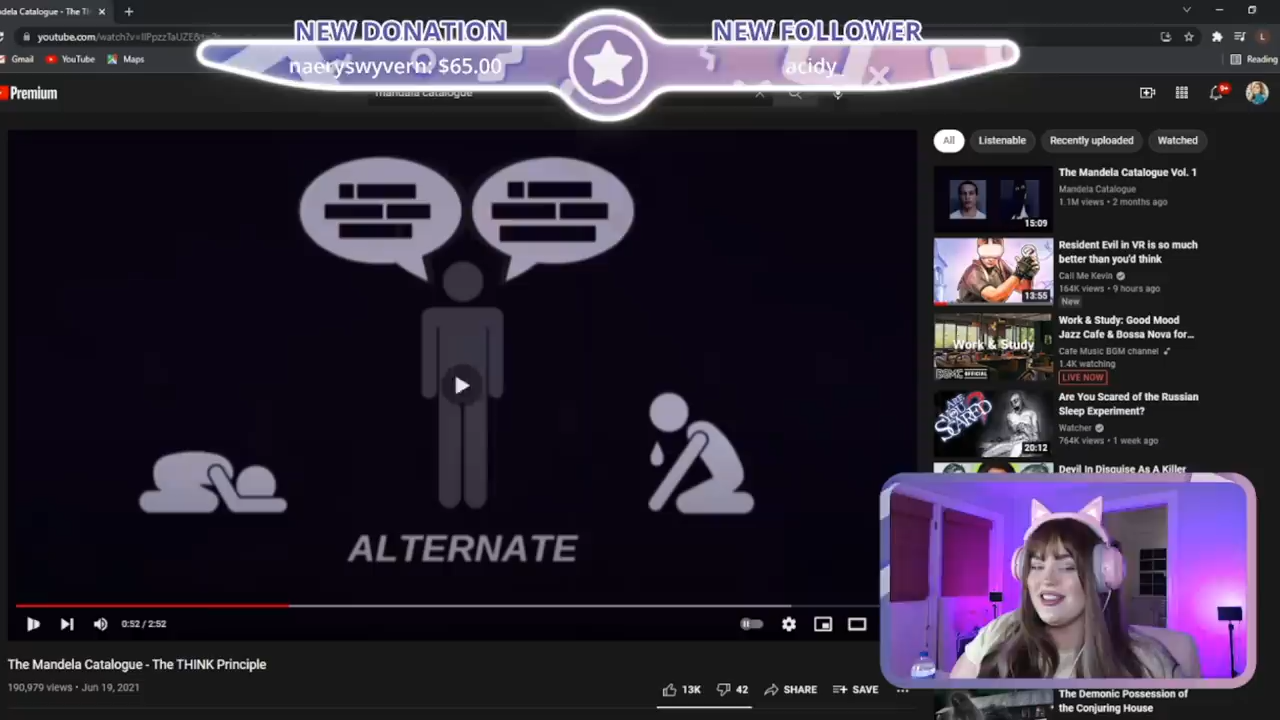 NEW DONATION
naeryswyvern: $65.00
NEW FOLLOWER
acidy_
Gmail
YouTube
Maps
Reading
Premium
mandela catalogue
9+
L
ALTERNATE
0:52 / 2:52
The Mandela Catalogue - The THINK Principle
190,979 views • Jun 19, 2021
13K
42
SHARE
SAVE
All
Listenable
Recently uploaded
Watched
The Mandela Catalogue Vol. 1
Mandela Catalogue
1.1M views • 2 months ago
15:09
Resident Evil in VR is so much
better than you'd think
Call Me Kevin
164K views • 9 hours ago
New
13:55
Work & Study: Good Mood
Jazz Cafe & Bossa Nova for...
Cafe Music BGM channel
1.4K watching
LIVE NOW
Work & Study
Are You Scared of the Russian
Sleep Experiment?
Watcher
764K views • 1 week ago
ARE YOU SCARED?
20:12
Devil In Disguise As A Killer
The Demonic Possession of
the Conjuring House